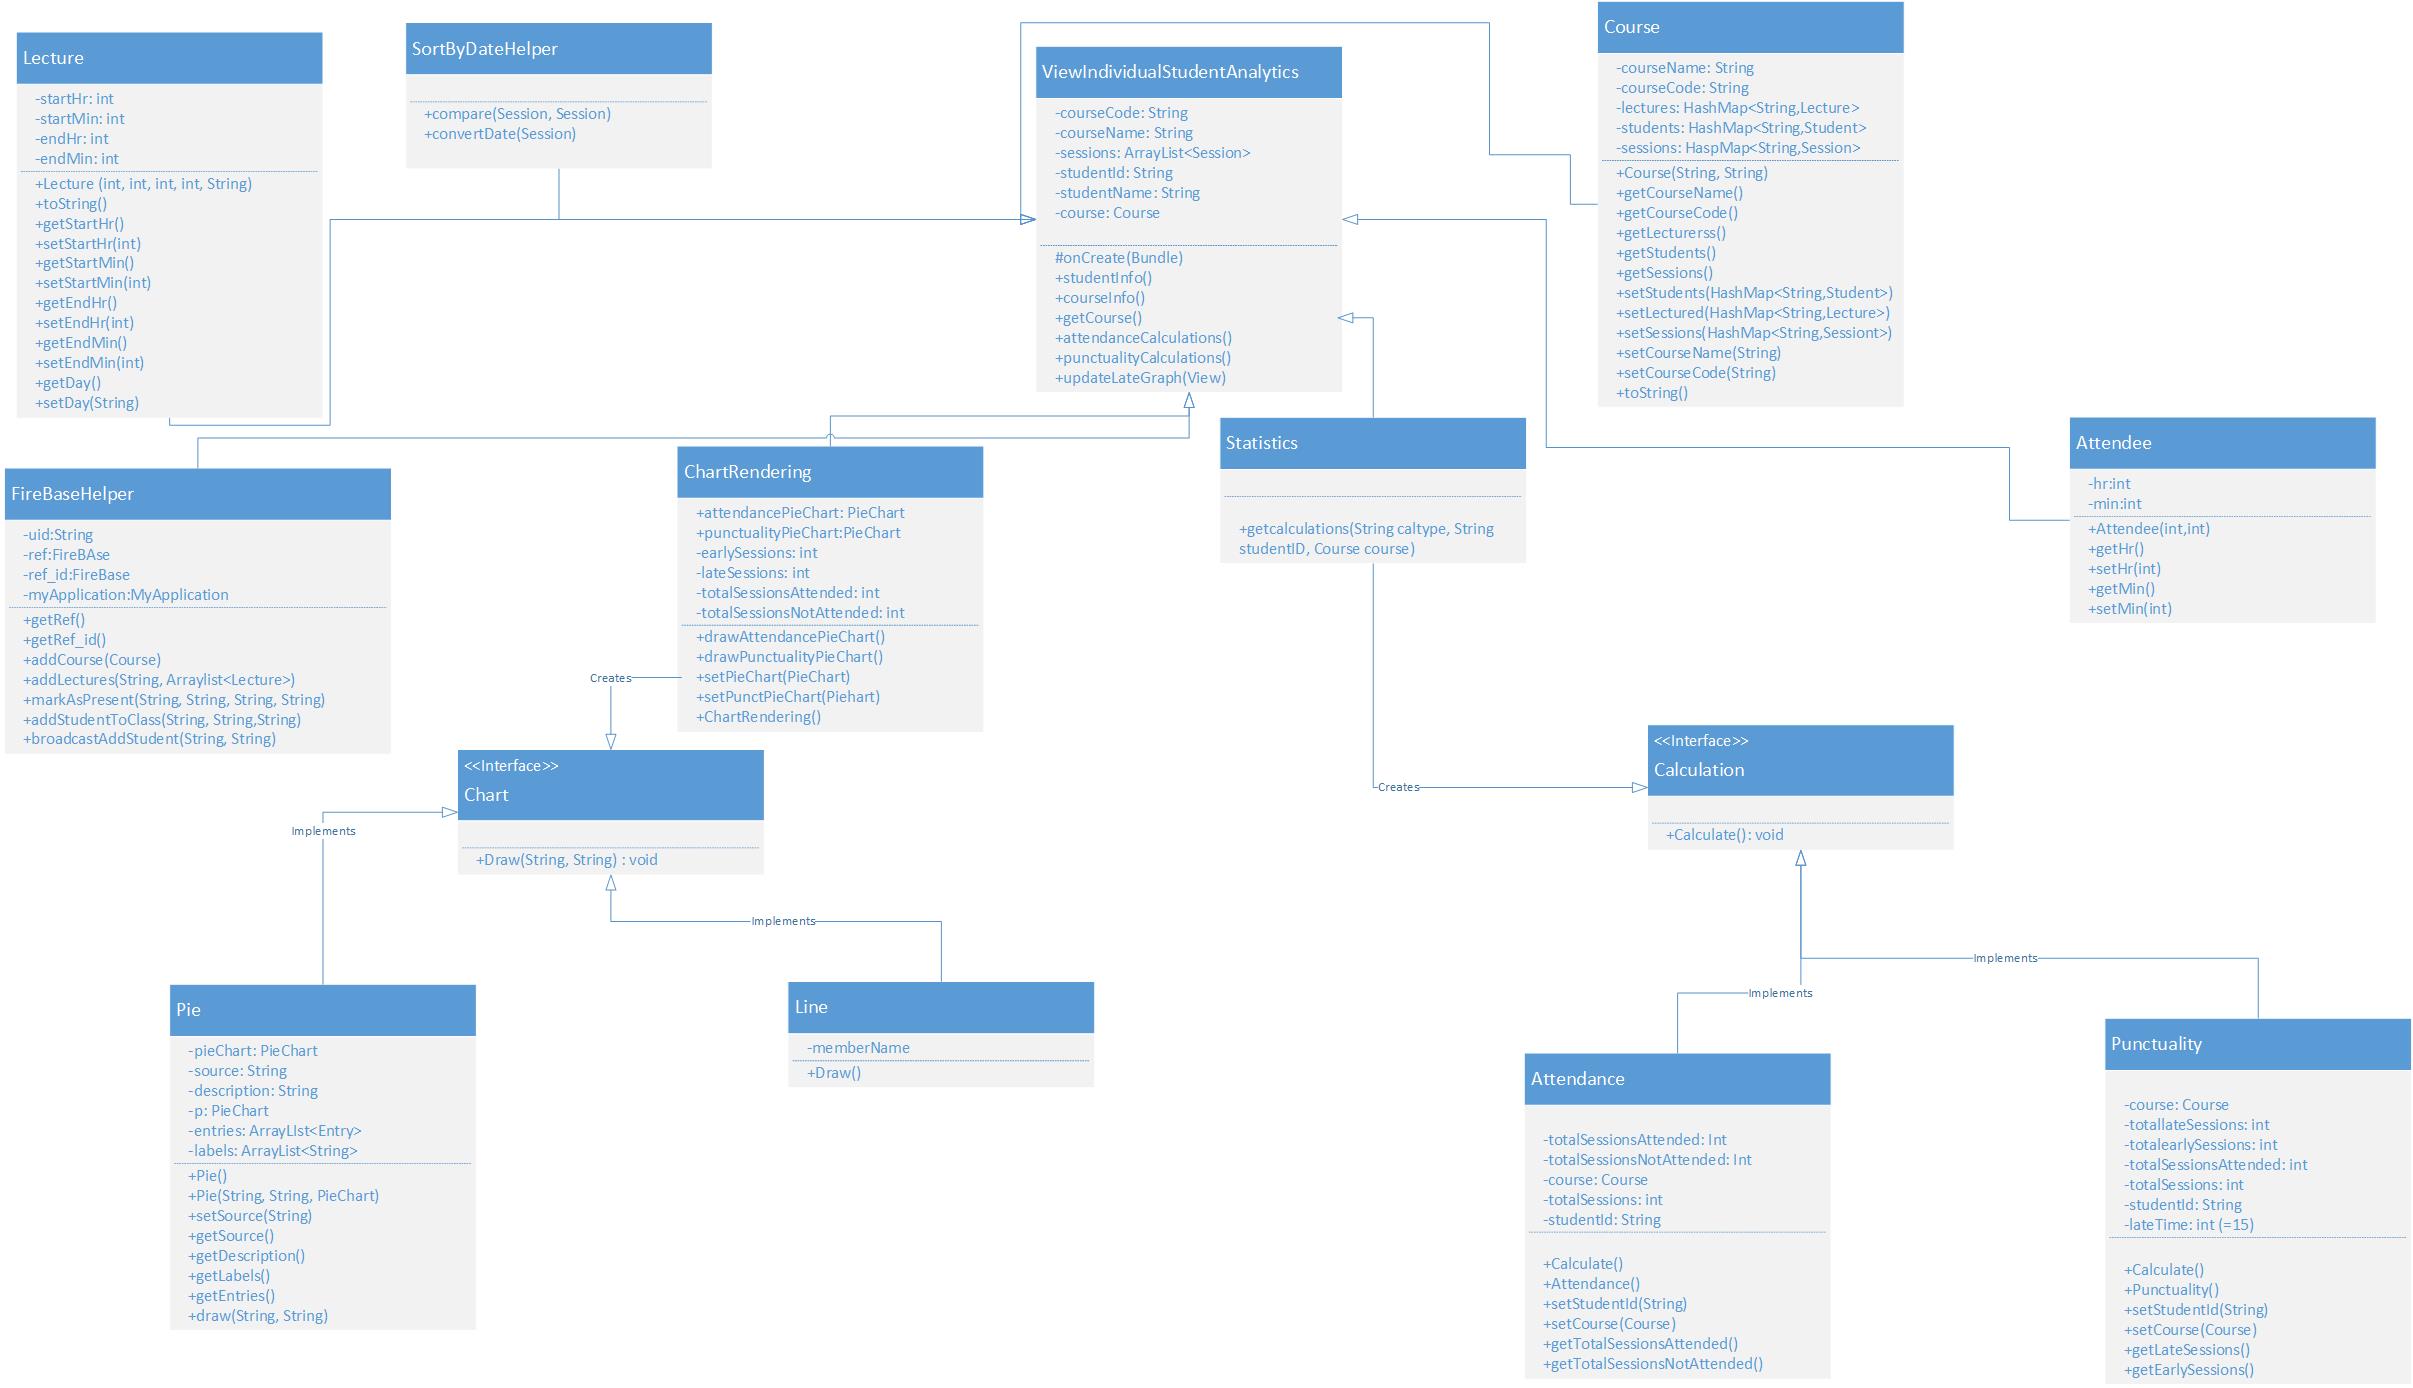 Lecture
-startHr: int
-startMin: int
-endHr: int
-endMin: int
+Lecture (int, int, int, int, String)
+toString()
+getStartHr()
+setStartHr(int)
+getStartMin()
+setStartMin(int)
+getEndHr()
+setEndHr(int)
+getEndMin()
+setEndMin(int)
+getDay()
+setDay(String)
SortByDateHelper
+compare(Session, Session)
+convertDate(Session)
ViewIndividualStudentAnalytics
-courseCode: String
-courseName: String
-sessions: ArrayList<Session>
-studentId: String
-studentName: String
-course: Course
#onCreate(Bundle)
+studentInfo()
+courseInfo()
+getCourse()
+attendanceCalculations()
+punctualityCalculations()
+updateLateGraph(View)
Course
-courseName: String
-courseCode: String
-lectures: HashMap<String,Lecture>
-students: HashMap<String,Student>
-sessions: HaspMap<String,Session>
+Course(String, String)
+getCourseName()
+getCourseCode()
+getLecturerss()
+getStudents()
+getSessions()
+setStudents(HashMap<String,Student>)
+setLectured(HashMap<String,Lecture>)
+setSessions(HashMap<String,Sessiont>)
+setCourseName(String)
+setCourseCode(String)
+toString()
FireBaseHelper
-uid:String
-ref:FireBAse
-ref_id:FireBase
-myApplication:MyApplication
+getRef()
+getRef_id()
+addCourse(Course)
+addLectures(String, Arraylist<Lecture>)
+markAsPresent(String, String, String, String)
+addStudentToClass(String, String,String)
+broadcastAddStudent(String, String)
ChartRendering
+attendancePieChart: PieChart
+punctualityPieChart:PieChart
-earlySessions: int
-lateSessions: int
-totalSessionsAttended: int
-totalSessionsNotAttended: int
+drawAttendancePieChart()
+drawPunctualityPieChart()
+setPieChart(PieChart)
+setPunctPieChart(Piehart)
+ChartRendering()
Statistics
+getcalculations(String caltype, String
studentID, Course course)
Attendee
-hr:int
-min:int
+Attendee(int,int)
+getHr()
+setHr(int)
+getMin()
+setMin(int)
Creates
<<Interface>>
Chart
+Draw(String, String) : void
Creates
<<Interface>>
Calculation
+Calculate(): void
Implements
Implements
Implements
Implements
Pie
-pieChart: PieChart
-source: String
-description: String
-p: PieChart
-entries: ArrayLIst<Entry>
-labels: ArrayList<String>
+Pie()
+Pie(String, String, PieChart)
+setSource(String)
+getSource()
+getDescription()
+getLabels()
+getEntries()
+draw(String, String)
Line
-memberName
+Draw()
Attendance
-totalSessionsAttended: Int
-totalSessionsNotAttended: Int
-course: Course
-totalSessions: int
-studentId: String
+Calculate()
+Attendance()
+setStudentId(String)
+setCourse(Course)
+getTotalSessionsAttended()
+getTotalSessionsNotAttended()
Punctuality
-course: Course
-totallateSessions: int
-totalearlySessions: int
-totalSessionsAttended: int
-totalSessions: int
-studentId: String
-lateTime: int (=15)
+Calculate()
+Punctuality()
+setStudentId(String)
+setCourse(Course)
+getLateSessions()
+getEarlySessions()